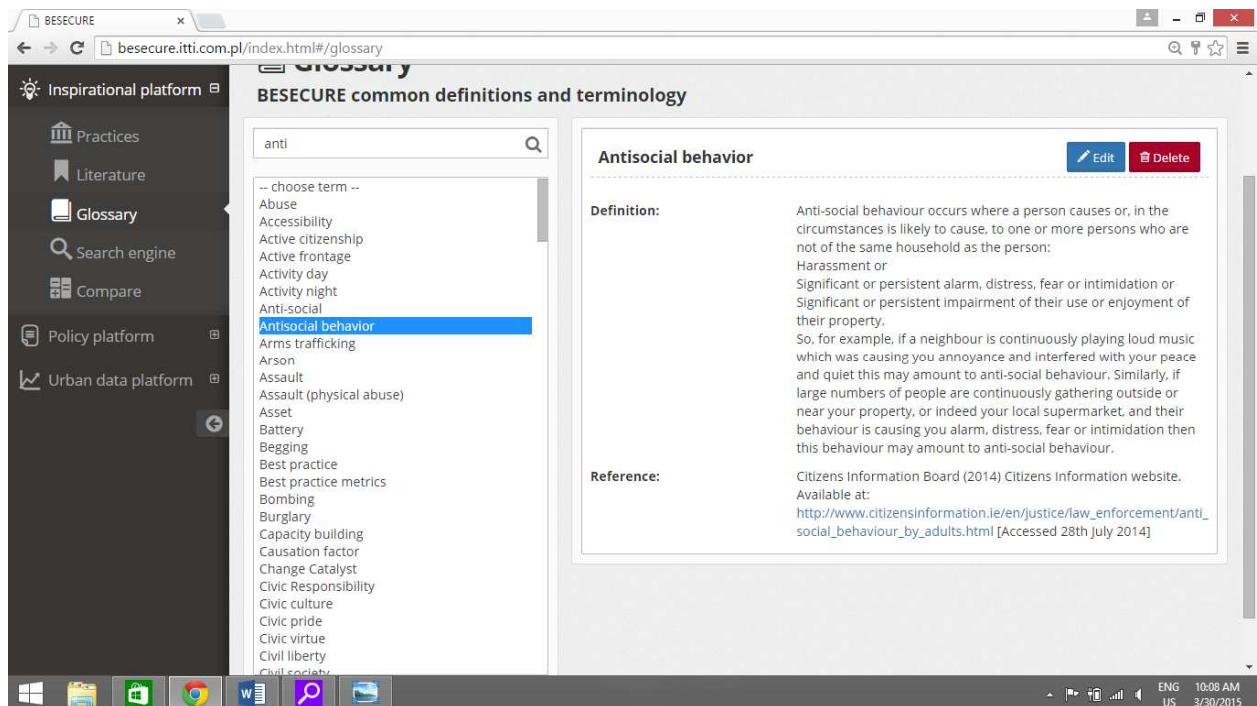 BESECURE
besecure.itti.com.pl/index.html#/glossary
Inspirational platform
Practices
Literature
Glossary
Search engine
Compare
Policy platform
Urban data platform
Glossary
BESECURE common definitions and terminology
anti
-- choose term --
Abuse
Accessibility
Active citizenship
Active frontage
Activity day
Activity night
Anti-social
Antisocial behavior
Arms trafficking
Arson
Assault
Assault (physical abuse)
Asset
Battery
Begging
Best practice
Best practice metrics
Bombing
Burglary
Capacity building
Causation factor
Change Catalyst
Civic Responsibility
Civic culture
Civic pride
Civic virtue
Civil liberty
Civil society
Antisocial behavior
Edit
Delete
Definition:
Anti-social behaviour occurs where a person causes or, in the
circumstances is likely to cause, to one or more persons who are
not of the same household as the person:
Harassment or
Significant or persistent alarm, distress, fear or intimidation or
Significant or persistent impairment of their use or enjoyment of
their property.
So, for example, if a neighbour is continuously playing loud music
which was causing you annoyance and interfered with your peace
and quiet this may amount to anti-social behaviour. Similarly, if
large numbers of people are continuously gathering outside or
near your property, or indeed your local supermarket, and their
behaviour is causing you alarm, distress, fear or intimidation then
this behaviour may amount to anti-social behaviour.
Reference:
Citizens Information Board (2014) Citizens Information website.
Available at:
http://www.citizensinformation.ie/en/justice/law_enforcement/anti_
social_behaviour_by_adults.html [Accessed 28th July 2014]
ENG
US
10:08 AM
3/30/2015